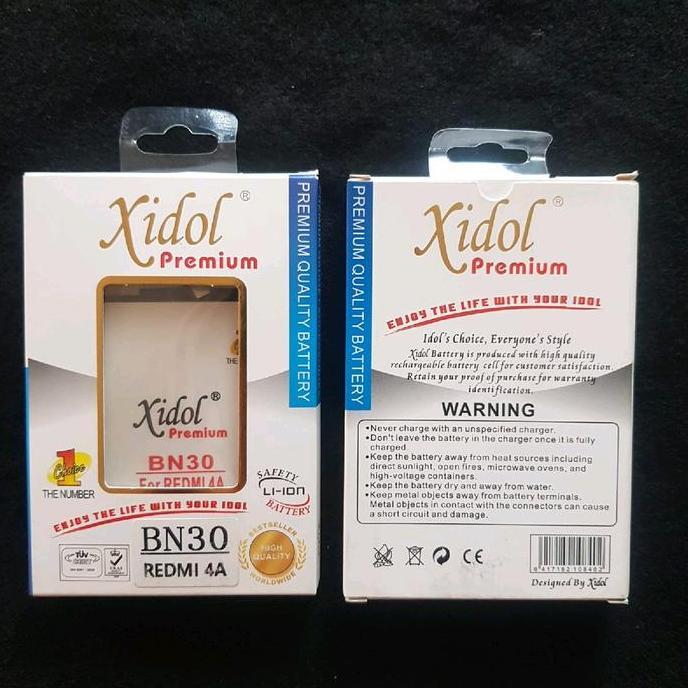 Xidol ®
Premium
PREMIUM QUALITY BATTERY
THE
Xidol ®
Premium
BN30
For REDMI 4A
1
Choice
THE NUMBER
SAFETY
LI-ION
BATTERY
ENJOY THE LIFE WITH YOUR IDOL
BN30
REDMI 4A
TÜV
CERT
BESTSELLER
HIGH
QUALITY
WORLDWIDE
PREMIUM QUALITY BATTERY
Xidol ®
Premium
ENJOY THE LIFE WITH YOUR IDOL
Idol's Choice, Everyone's Style
Xidol Battery is produced with high quality
rechargeable battery cell for customer satisfaction.
Retain your proof of purchase for warranty
identification.
WARNING
•Never charge with an unspecified charger.
•Don't leave the battery in the charger once it is fully
charged
•Keep the battery away from heat sources including
direct sunlight, open fires, microwave ovens, and
high-voltage containers.
•Keep the battery dry and away from water.
•Keep metal objects away from battery terminals.
Metal objects in contact with the connectors can cause
a short circuit and damage.
CE
Designed By Xidol